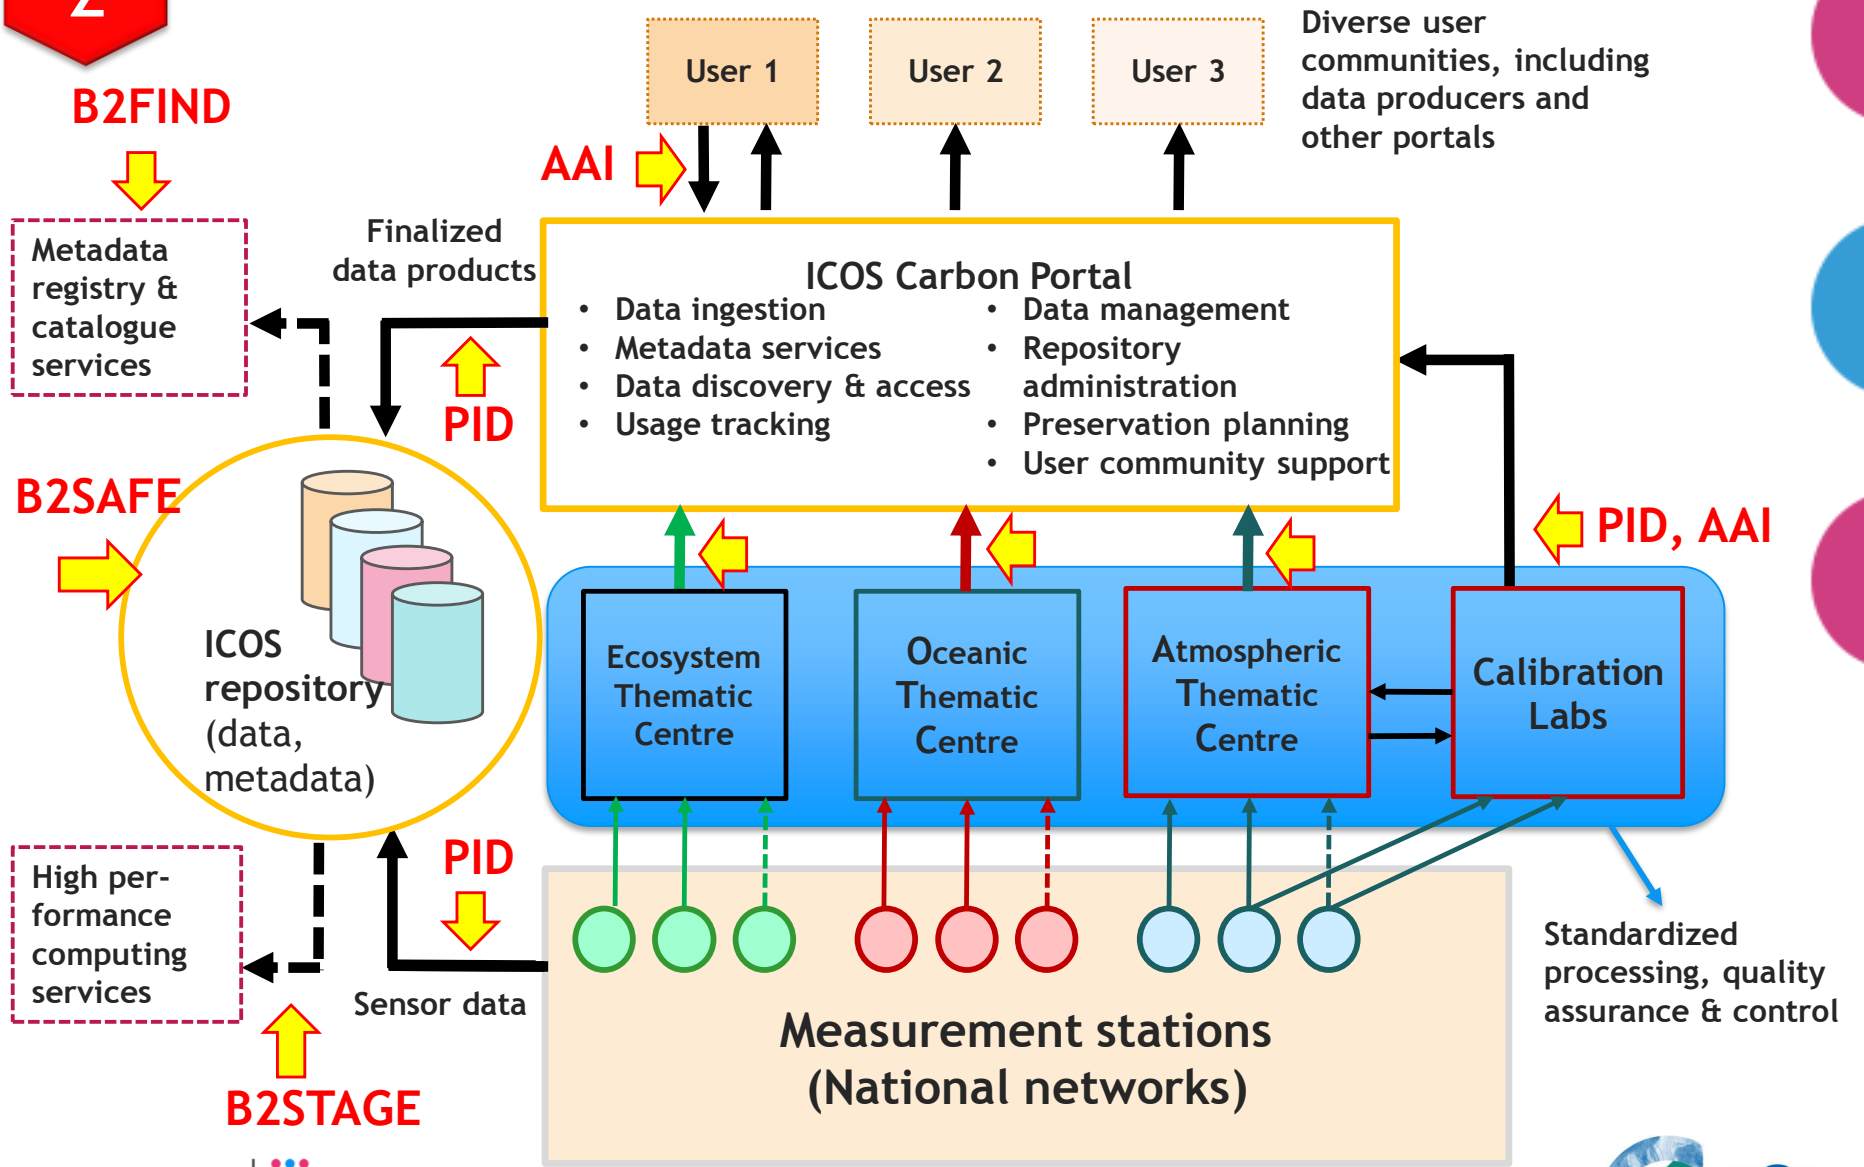 2
B2FIND
User 1
User 2
User 3
Diverse user
communities, including
data producers and
other portals
AAI
Metadata
registry &
catalogue
services
Finalized
data products
PID
ICOS Carbon Portal
• Data ingestion
• Metadata services
• Data discovery & access
• Usage tracking
• Data management
• Repository
administration
• Preservation planning
• User community support
B2SAFE
PID, AAI
ICOS
repository
(data,
metadata)
Ecosystem
Thematic
Centre
Oceanic
Thematic
Centre
Atmospheric
Thematic
Centre
Calibration
Labs
High per-
formance
computing
services
PID
Sensor data
B2STAGE
Measurement stations
(National networks)
Standardized
processing, quality
assurance & control